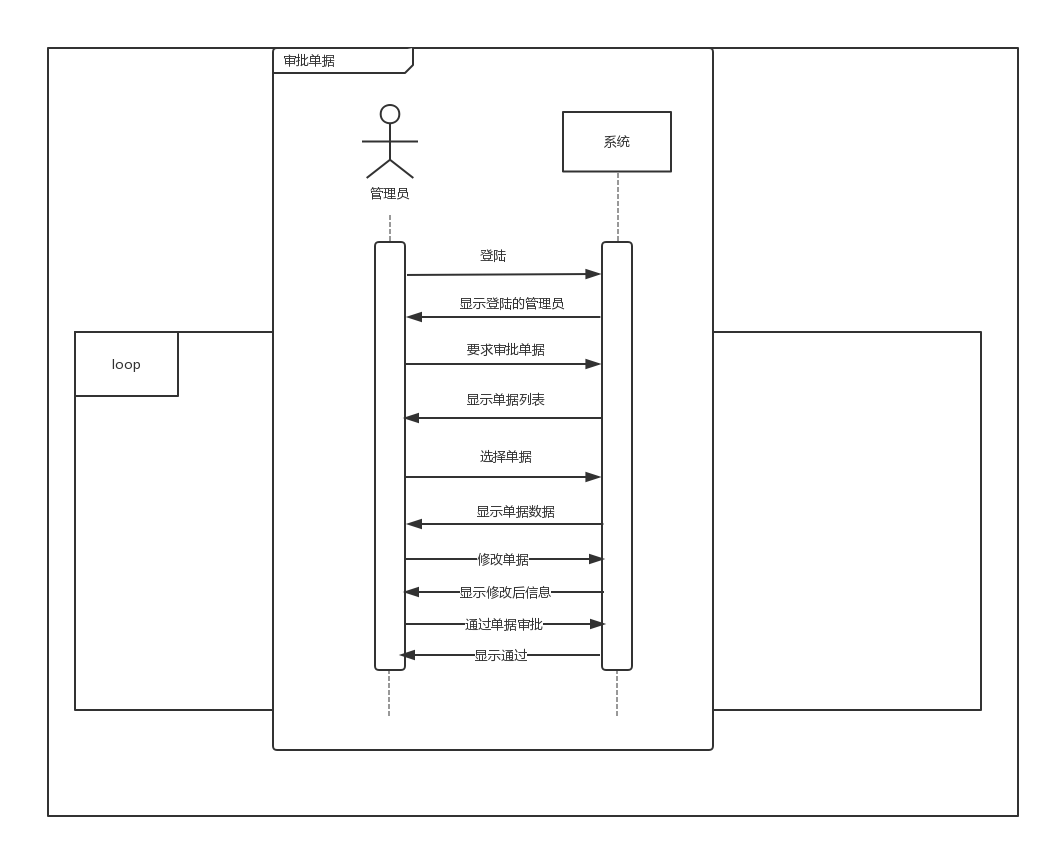 审批单据
系统
管理员
登陆
显示登陆的管理员
要求审批单据
loop
显示单据列表
选择单据
显示单据数据
修改单据
显示修改后信息
通过单据审批
显示通过